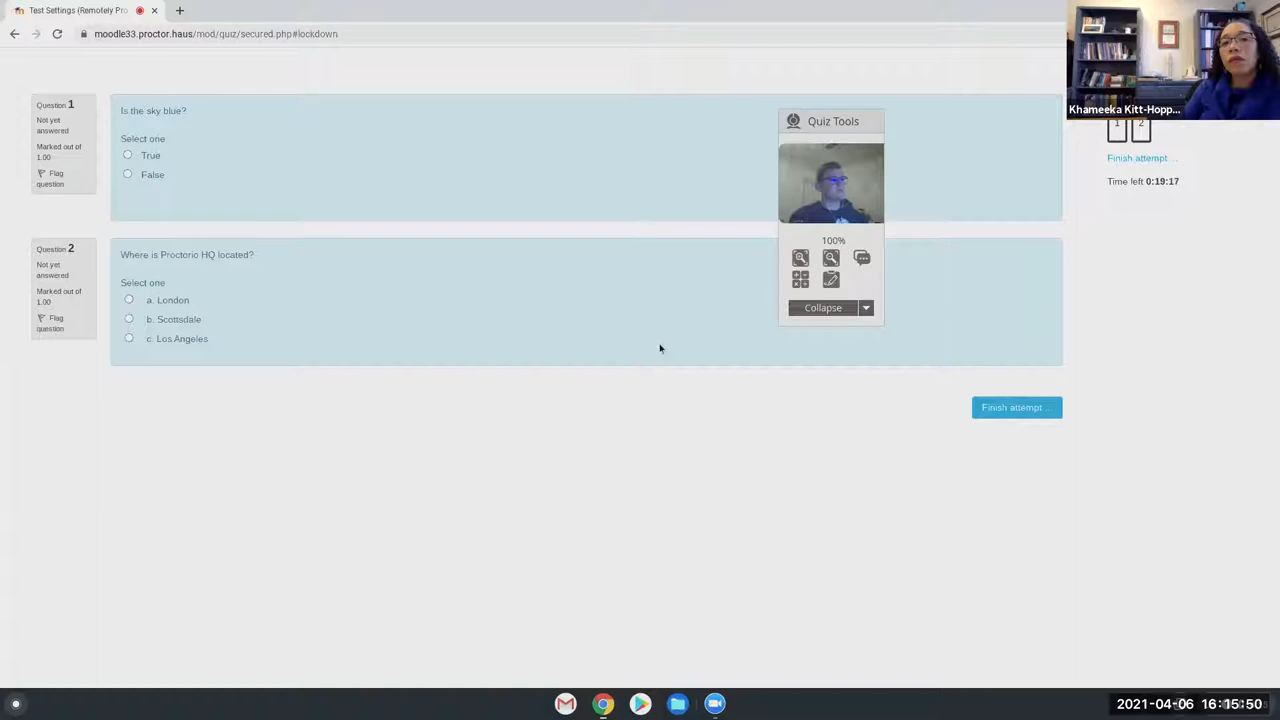 Test Settings (Remotely Pro
moodle33.proctor.haus/mod/quiz/secured.php#lockdown
Khameeka Kitt-Hopp...
Question 1
Not yet
answered
Marked out of
1.00
Flag
question
Is the sky blue?
Select one
True
False
Question 2
Not yet
answered
Marked out of
1.00
Flag
question
Where is Proctorio HQ located?
Select one
a. London
b. Scottsdale
c. Los Angeles
Quiz Tools
100%
Collapse
1 2
Finish attempt ...
Time left 0:19:17
Finish attempt ...
2021-04-06 16:15:50